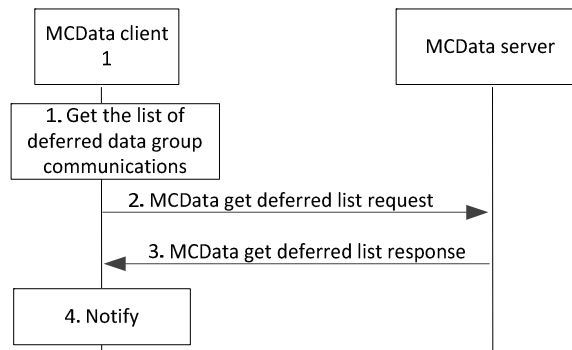 MCData client
1
MCData server
1. Get the list of
deferred data group
communications
2. MCData get deferred list request
3. MCData get deferred list response
4. Notify